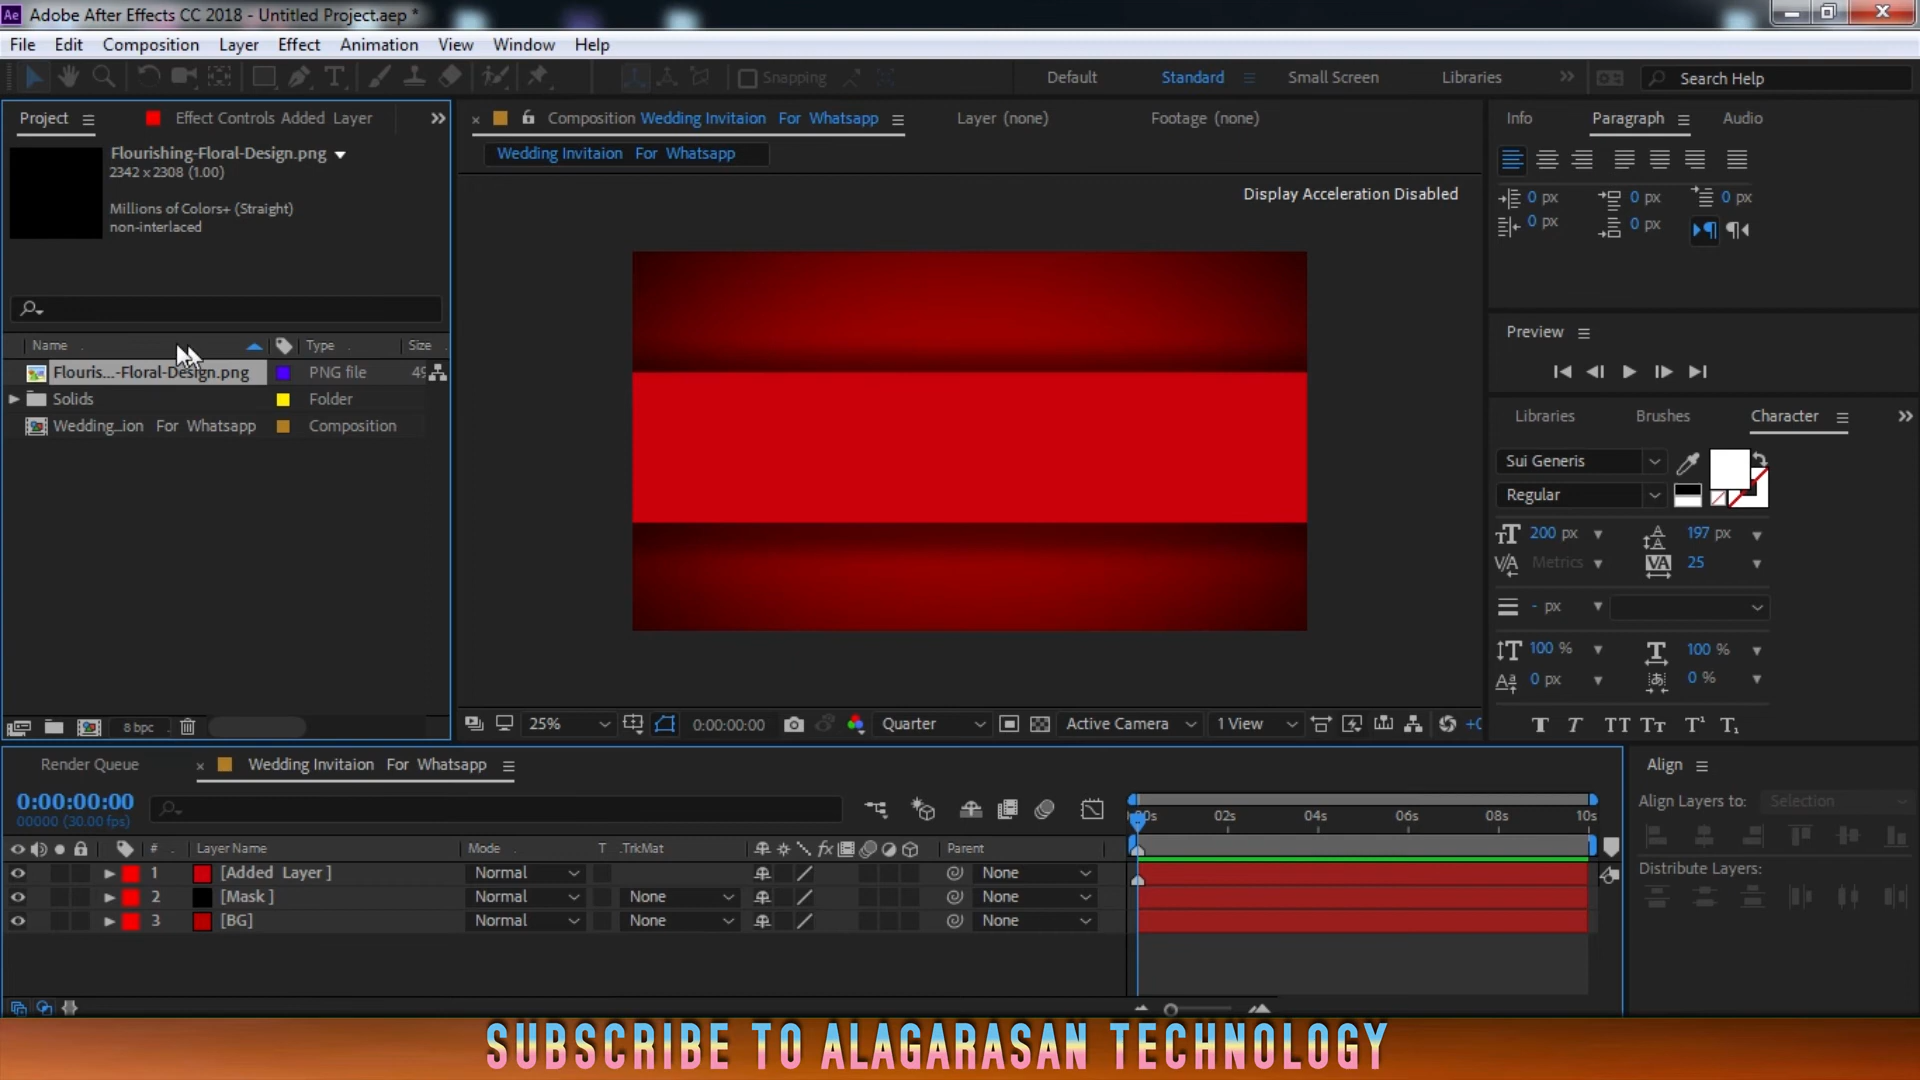 Adobe After Effects CC 2018 - Untitled Project.aep *
File Edit Composition Layer Effect Animation View Window Help
Snapping Default Standard Small Screen Libraries Search Help
Project Effect Controls Added Layer
Flourishing-Floral-Design.png
2342 x 2308 (1.00)
Millions of Colors+ (Straight)
non-interlaced
Name Type Size
Flouris...-Floral-Design.png PNG file 49
Solids Folder
Wedding_ion For Whatsapp Composition
8 bpc
Composition Wedding Invitaion For Whatsapp Layer (none) Footage (none)
Wedding Invitaion For Whatsapp
Display Acceleration Disabled
25% 0:00:00:00 Quarter Active Camera 1 View +0
Info Paragraph Audio
0 px 0 px 0 px
0 px 0 px
Preview
Libraries Brushes Character
Sui Generis
Regular
200 px 197 px
Metrics 25
- px
100 % 100 %
0 px 0 %
T T TT Tт T¹ T₁
Render Queue Wedding Invitaion For Whatsapp
0:00:00:00
00000 (30.00 fps)
00s 02s 04s 06s 08s 10s
# Layer Name Mode T .TrkMat fx Parent
1 [Added Layer ] Normal None
2 [Mask ] Normal None None
3 [BG] Normal None None
Align
Align Layers to: Selection
Distribute Layers:
SUBSCRIBE TO ALAGARASAN TECHNOLOGY